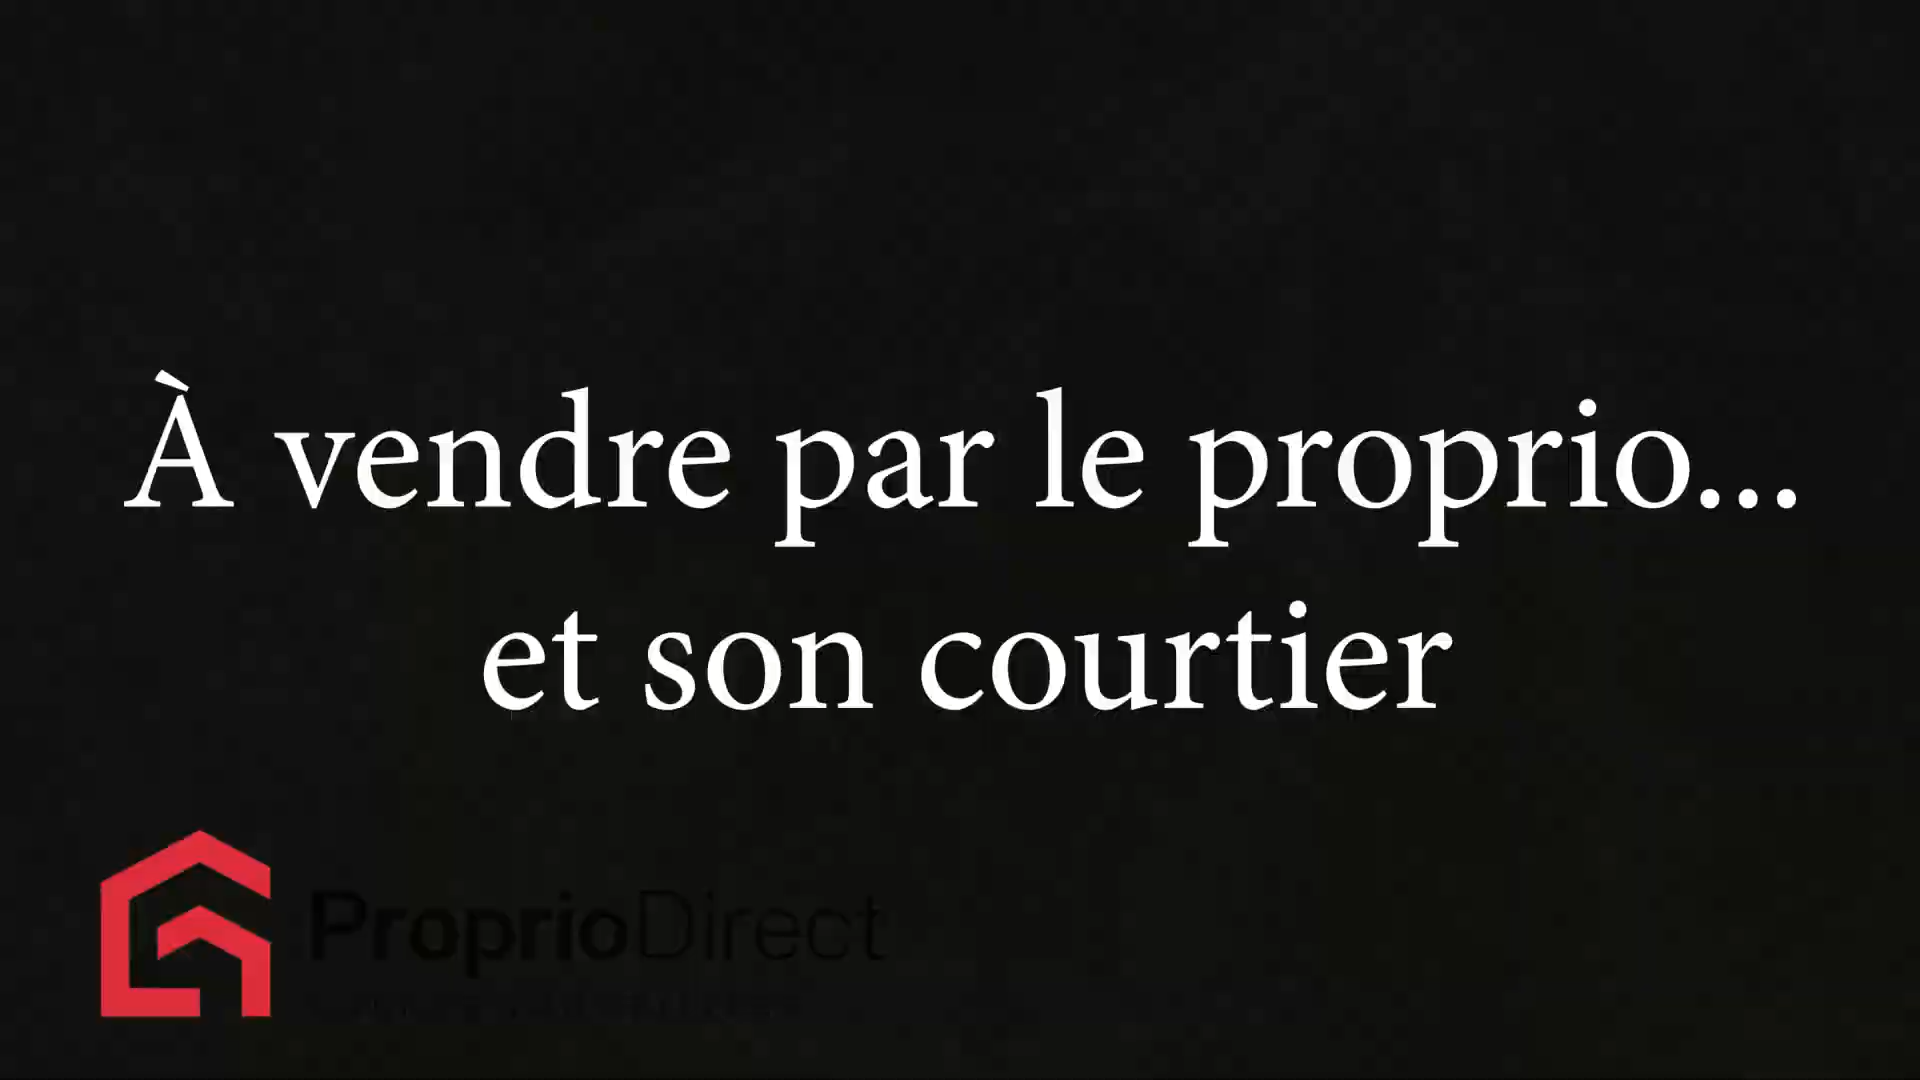 À vendre par le proprio...
et son courtier
ProprioDirect